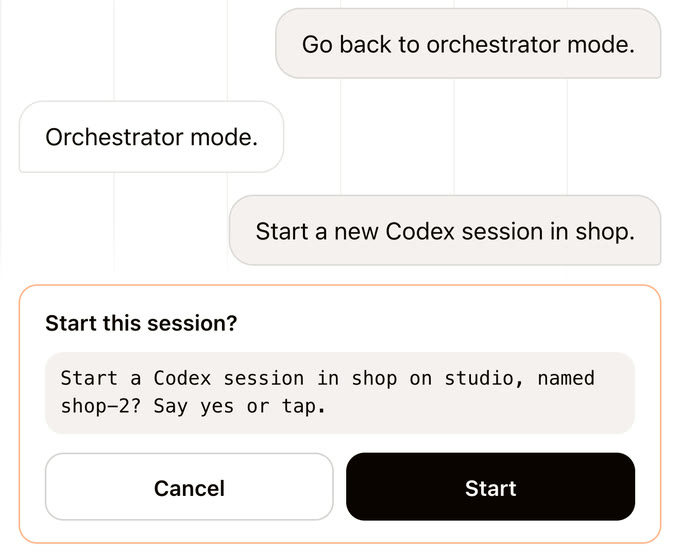 Go back to orchestrator mode.
Orchestrator mode.
Start a new Codex session in shop.
Start this session?
Start a Codex session in shop on studio, named
shop-2? Say yes or tap.
Cancel
Start